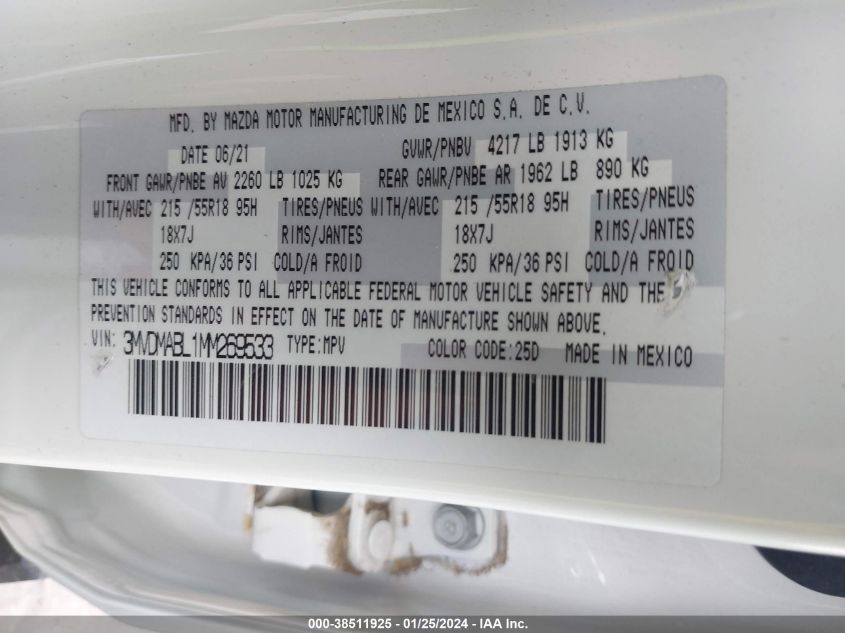 MFD. BY MAZDA MOTOR MANUFACTURING DE MEXICO S.A. DE C.V.
DATE 06/21 GVWR/PNBV 4217 LB 1913 KG
FRONT GAWR/PNBE AV 2260 LB 1025 KG REAR GAWR/PNBE AR 1962 LB 890 KG
WITH/AVEC 215 /55R18 95H TIRES/PNEUS WITH/AVEC 215 /55R18 95H TIRES/PNEUS
18X7J RIMS/JANTES 18X7J RIMS/JANTES
250 KPA/36 PSI COLD/A FROID 250 KPA/36 PSI COLD/A FROID
THIS VEHICLE CONFORMS TO ALL APPLICABLE FEDERAL MOTOR VEHICLE SAFETY AND THE
PREVENTION STANDARDS IN EFFECT ON THE DATE OF MANUFACTURE SHOWN ABOVE.
VIN: 3MVDMABL1MM269533 TYPE:MPV COLOR CODE:25D MADE IN MEXICO
000-38511925 - 01/25/2024 - IAA Inc.